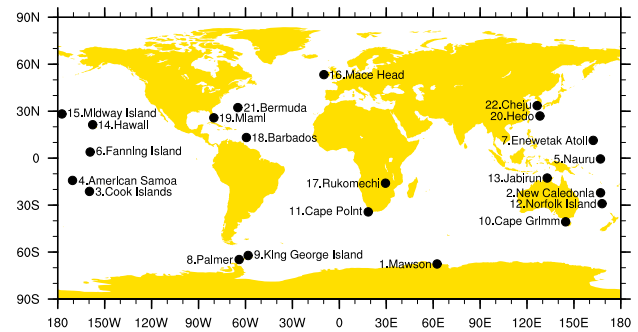 90N
60N
30N
0
30S
60S
90S
16.Mace Head
15.Midway Island
14.Hawaii
21.Bermuda
19.Miami
18.Barbados
22.Cheju
20.Hedo
7.Enewetak Atoll
6.Fanning Island
5.Nauru
4.American Samoa
3.Cook Islands
17.Rukomechi
13.Jabirun
2.New Caledonia
12.Norfolk Island
11.Cape Point
10.Cape Grimm
8.Palmer
9.King George Island
1.Mawson
180 150W 120W 90W 60W 30W 0 30E 60E 90E 120E 150E 180